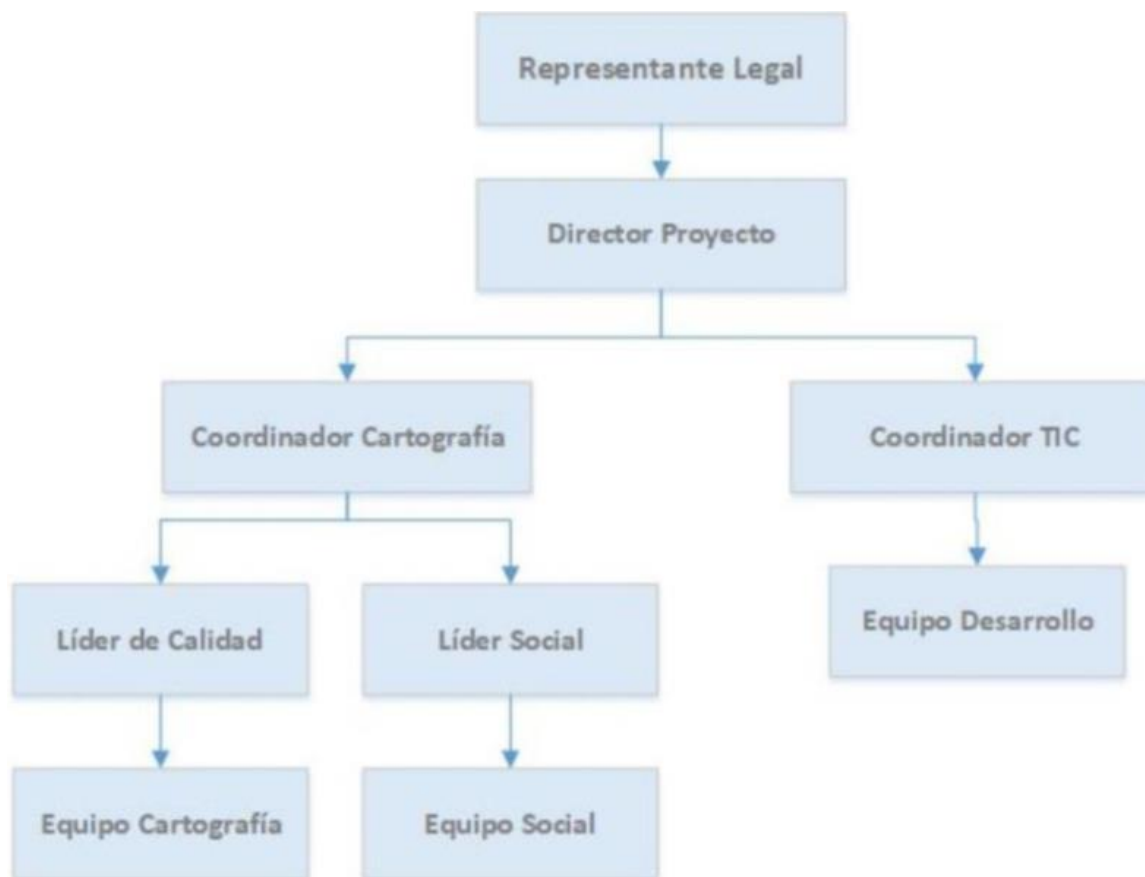 Representante Legal
Director Proyecto
Coordinador Cartografía
Coordinador TIC
Líder de Calidad
Líder Social
Equipo Desarrollo
Equipo Cartografía
Equipo Social